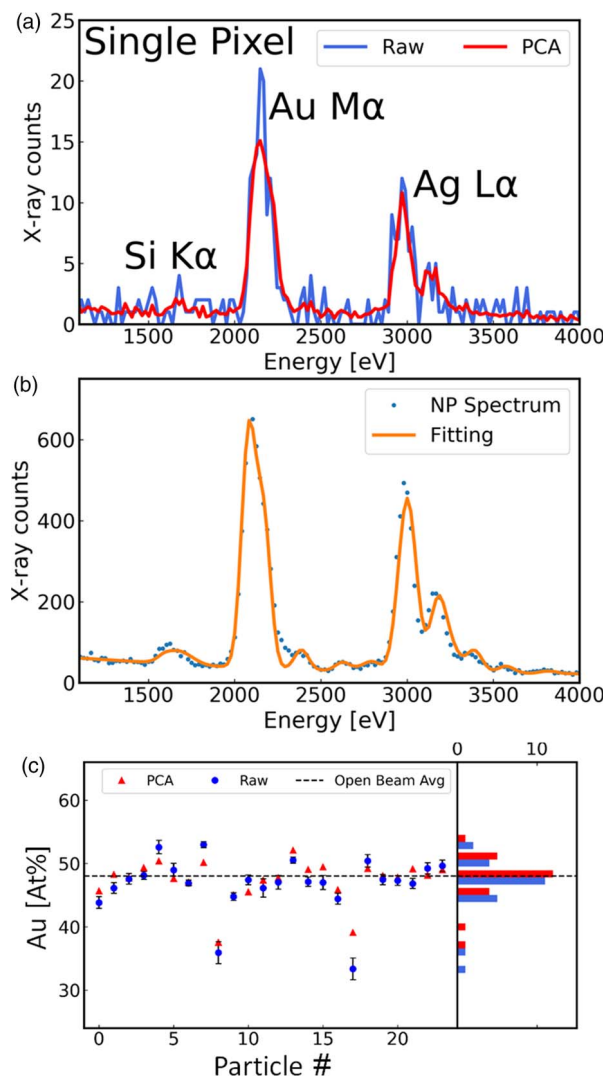 (a)
25
Single Pixel
Raw
PCA
20
Au Mα
15
Ag Lα
10
Si Kα
5
0
X-ray counts
1500 2000 2500 3000 3500 4000
Energy [eV]
(b)
NP Spectrum
Fitting
600
400
200
0
X-ray counts
1500 2000 2500 3000 3500 4000
Energy [eV]
(c)
0 10
PCA Raw Open Beam Avg
60
50
40
30
Au [At%]
0 5 10 15 20
Particle #